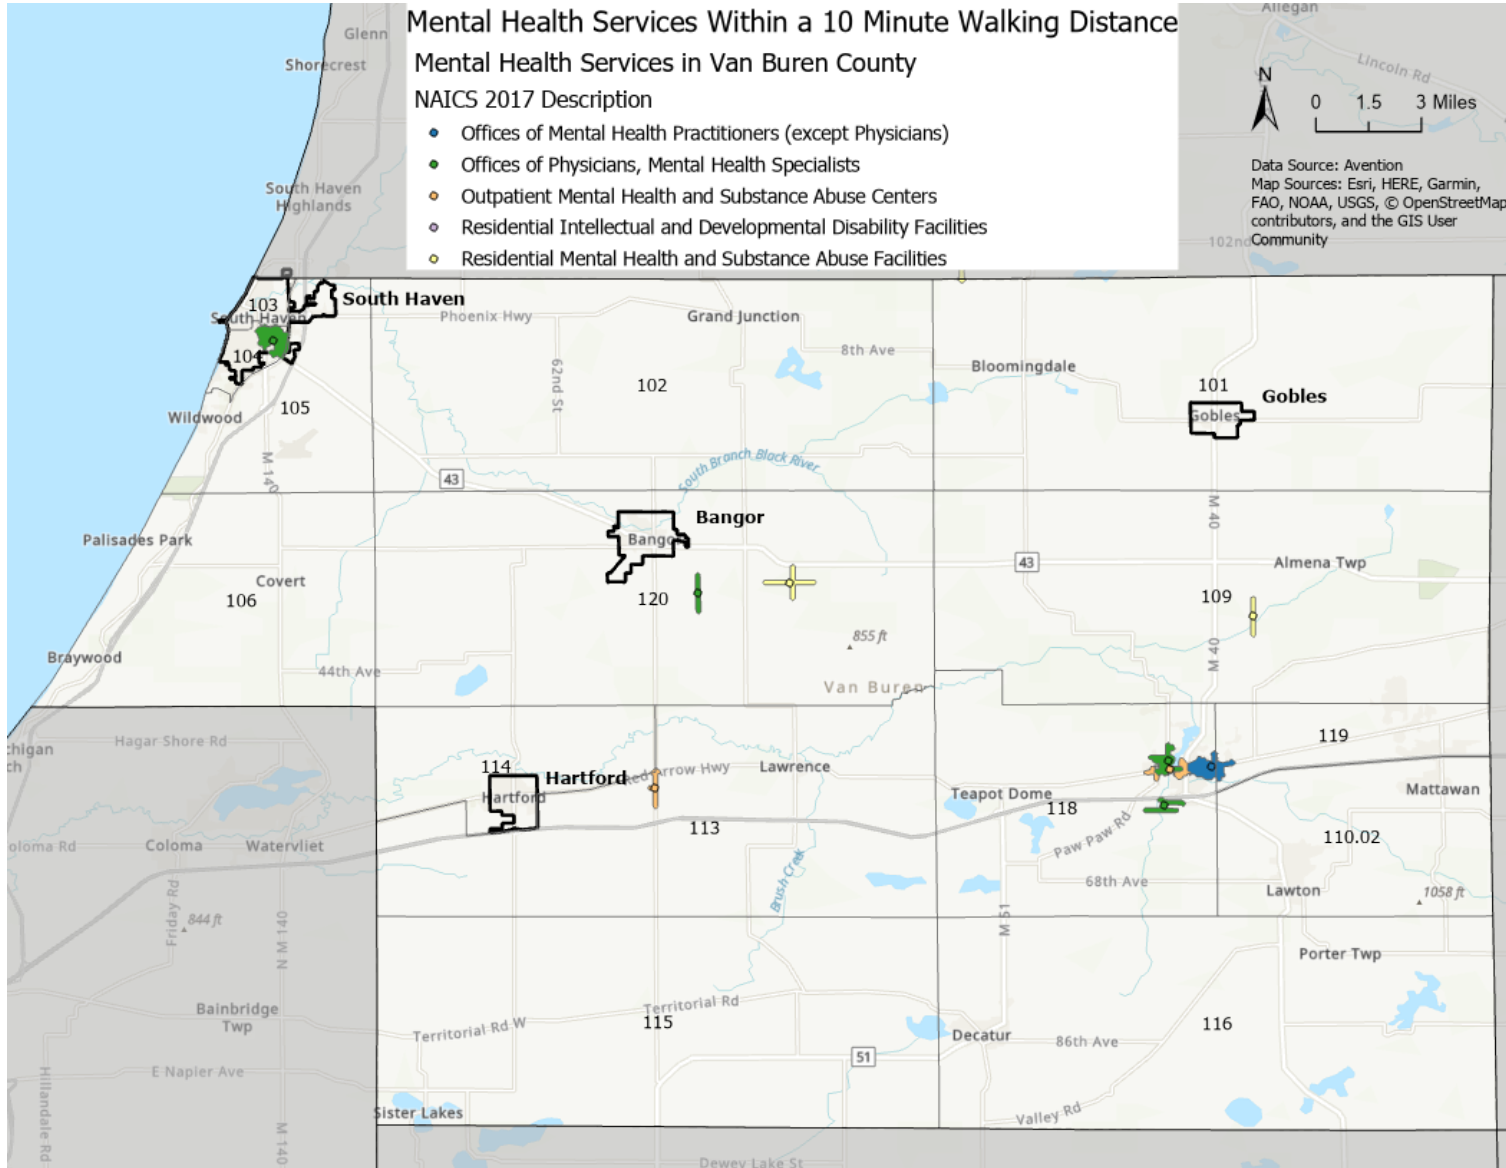 Mental Health Services Within a 10 Minute Walking Distance
Mental Health Services in Van Buren County
NAICS 2017 Description
Offices of Mental Health Practitioners (except Physicians)
Offices of Physicians, Mental Health Specialists
Outpatient Mental Health and Substance Abuse Centers
Residential Intellectual and Developmental Disability Facilities
Residential Mental Health and Substance Abuse Facilities
Allegan
Lincoln Rd
N
0 1.5 3 Miles
Data Source: Avention
Map Sources: Esri, HERE, Garmin,
FAO, NOAA, USGS, © OpenStreetMap
contributors, and the GIS User
Community
102nd
Glenn
Shorecrest
South Haven
Highlands
103
South Haven
South Haven
104
Phoenix Hwy
Grand Junction
8th Ave
Bloomingdale
62nd St
102
101
Gobles
Gobles
105
Wildwood
M 140
43
South Branch Black River
M 40
Bangor
Bango
Palisades Park
43
Almena Twp
Covert
106
120
109
855 ft
M 40
Braywood
44th Ave
Van Buren
chigan
ch
Hagar Shore Rd
119
114
Hartford
Hartford
ed Arrow Hwy
Lawrence
Teapot Dome
118
Mattawan
113
110.02
Paw Paw Rd
oloma Rd
Coloma
Watervliet
Brush Creek
68th Ave
Lawton
1058 ft
Friday Rd
844 ft
N M 140
M 51
Porter Twp
Bainbridge
Twp
Territorial Rd W
Territorial Rd
115
116
Decatur
86th Ave
51
E Napier Ave
Hillandale Rd
Sister Lakes
Valley Rd
M 140
Dewey Lake St